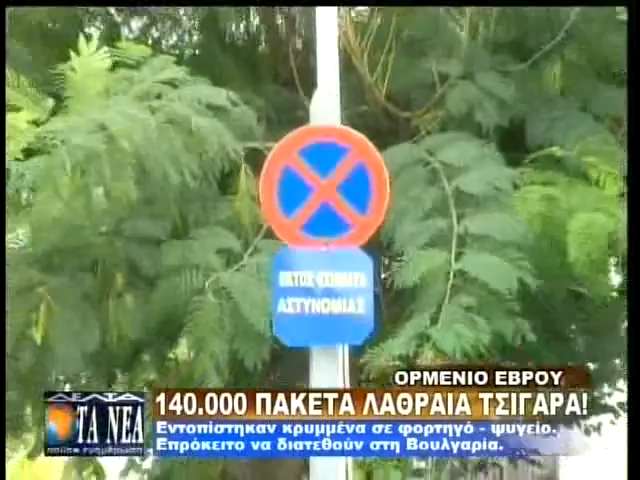 ΕΚΤΟΣ ΟΧΗΜΑΤΑ
ΑΣΤΥΝΟΜΙΑΣ
ΟΡΜΕΝΙΟ ΕΒΡΟΥ
ΔΕΛΤΑ
ΤΑ ΝΕΑ
140.000 ΠΑΚΕΤΑ ΛΑΘΡΑΙΑ ΤΣΙΓΑΡΑ!
Εντοπίστηκαν κρυμμένα σε φορτηγό - ψυγείο.
Επρόκειτο να διατεθούν στη Βουλγαρία.